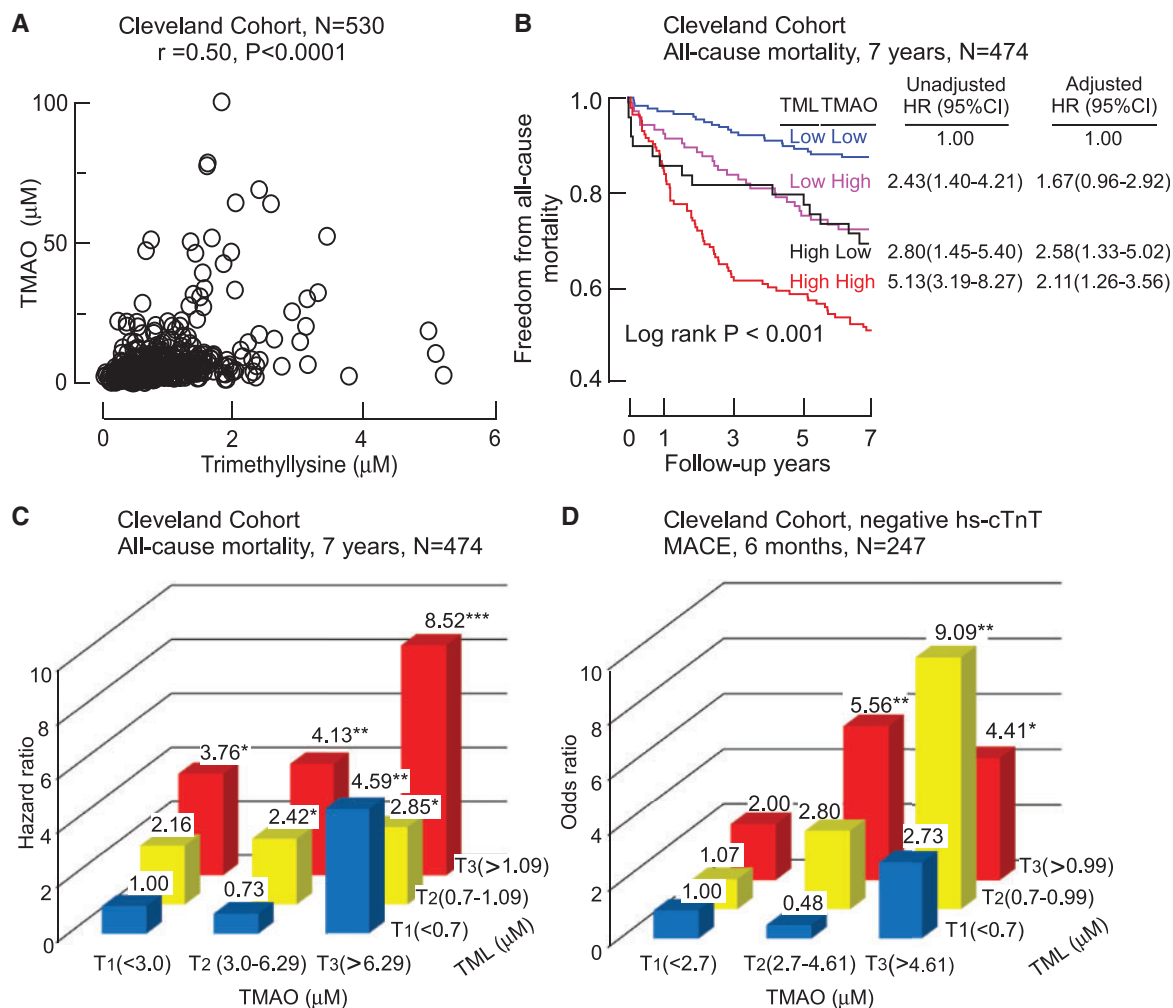 A
Cleveland Cohort, N=530
r =0.50, P<0.0001
100
50
0
TMAO (μM)
0 2 4 6
Trimethyllysine (μM)
B
Cleveland Cohort
All-cause mortality, 7 years, N=474
Unadjusted Adjusted
TML TMAO HR (95%CI) HR (95%CI)
Low Low 1.00 1.00
Low High 2.43(1.40-4.21) 1.67(0.96-2.92)
High Low 2.80(1.45-5.40) 2.58(1.33-5.02)
High High 5.13(3.19-8.27) 2.11(1.26-3.56)
Log rank P < 0.001
1.0
0.8
0.6
0.4
Freedom from all-cause
mortality
0 1 3 5 7
Follow-up years
C
Cleveland Cohort
All-cause mortality, 7 years, N=474
10
8
6
4
2
0
Hazard ratio
8.52***
3.76* 4.13**
4.59**
2.16 2.42* 2.85*
1.00 0.73
T3(>1.09)
T2(0.7-1.09)
T1(<0.7)
TML (μM)
T1(<3.0) T2 (3.0-6.29) T3(>6.29)
TMAO (μM)
D
Cleveland Cohort, negative hs-cTnT
MACE, 6 months, N=247
10
8
6
4
2
0
Odds ratio
9.09**
5.56** 4.41*
2.00 2.80
1.07 2.73
1.00 0.48
T3(>0.99)
T2(0.7-0.99)
T1(<0.7)
TML (μM)
T1(<2.7) T2(2.7-4.61) T3(>4.61)
TMAO (μM)